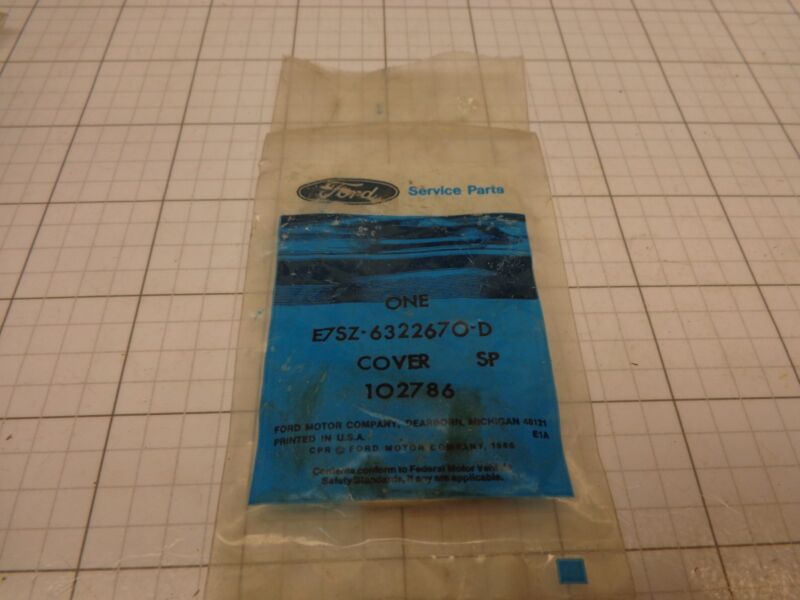 Ford Service Parts
ONE
E7SZ-6322670-D
COVER SP
102786
FORD MOTOR COMPANY, DEARBORN, MICHIGAN 48121
PRINTED IN U.S.A. E1A
CPR © FORD MOTOR COMPANY, 1986
Contents conform to Federal Motor Vehicle
Safety Standards, if any are applicable.